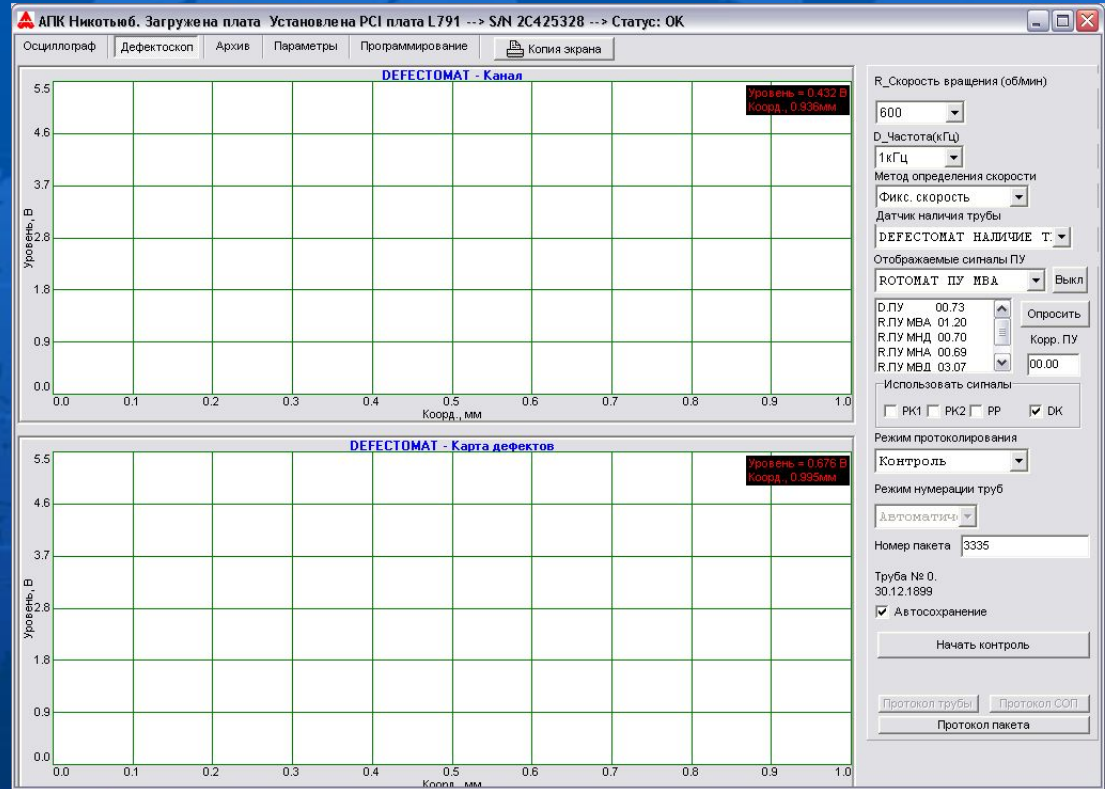 АПК Никотьюб. Загружена плата Установлена PCI плата L791 --> S/N 2C425328 --> Статус: OK
Осциллограф Дефектоскоп Архив Параметры Программирование Копия экрана
DEFECTOMAT - Канал
Уровень = 0.432 В
Коорд., 0.936мм
Уровень, В
5.5
4.6
3.7
2.8
1.8
0.9
0.0
0.0 0.1 0.2 0.3 0.4 0.5 0.6 0.7 0.8 0.9 1.0
Коорд., мм
DEFECTOMAT - Карта дефектов
Уровень = 0.676 В
Коорд., 0.995мм
Уровень, В
5.5
4.6
3.7
2.8
1.8
0.9
0.0
0.0 0.1 0.2 0.3 0.4 0.5 0.6 0.7 0.8 0.9 1.0
Коорд., мм
R_Скорость вращения (об/мин)
600
D_Частота(кГц)
1кГц
Метод определения скорости
Фикс. скорость
Датчик наличия трубы
DEFECTOMAT НАЛИЧИЕ Т.
Отображаемые сигналы ПУ
ROTOMAT ПУ МВА Выкл
D.ПУ 00.73
R.ПУ МВА 01.20
R.ПУ МНД 00.70
R.ПУ МНА 00.69
R.ПУ МВД 03.07
Опросить
Корр. ПУ
00.00
Использовать сигналы
РК1 РК2 РР DК
Режим протоколирования
Контроль
Режим нумерации труб
Автоматич
Номер пакета 3335
Труба № 0.
30.12.1899
Автосохранение
Начать контроль
Протокол трубы Протокол СОП
Протокол пакета